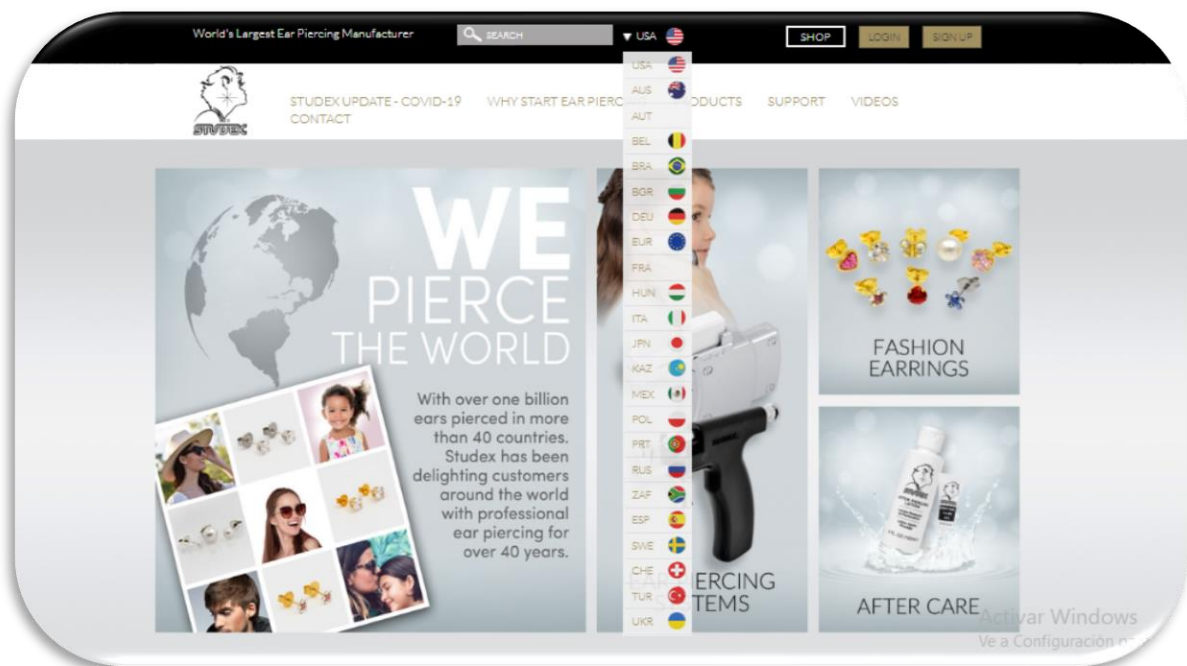 World's Largest Ear Piercing Manufacturer
SEARCH
▼ USA
SHOP
LOGIN
SIGN UP
STUDEX
STUDEX UPDATE - COVID-19
WHY START EAR PIERC
ODUCTS
SUPPORT
VIDEOS
CONTACT
USA
AUS
AUT
BEL
BRA
BGR
DEU
EUR
FRA
HUN
ITA
JPN
KAZ
MEX
POL
PRT
RUS
ZAF
ESP
SWE
CHE
TUR
UKR
WE
PIERCE
THE WORLD
With over one billion
ears pierced in more
than 40 countries.
Studex has been
delighting customers
around the world
with professional
ear piercing for
over 40 years.
EAR PIERCING
SYSTEMS
FASHION
EARRINGS
STUDEX
AFTER CARE
Activar Windows
Ve a Configuración